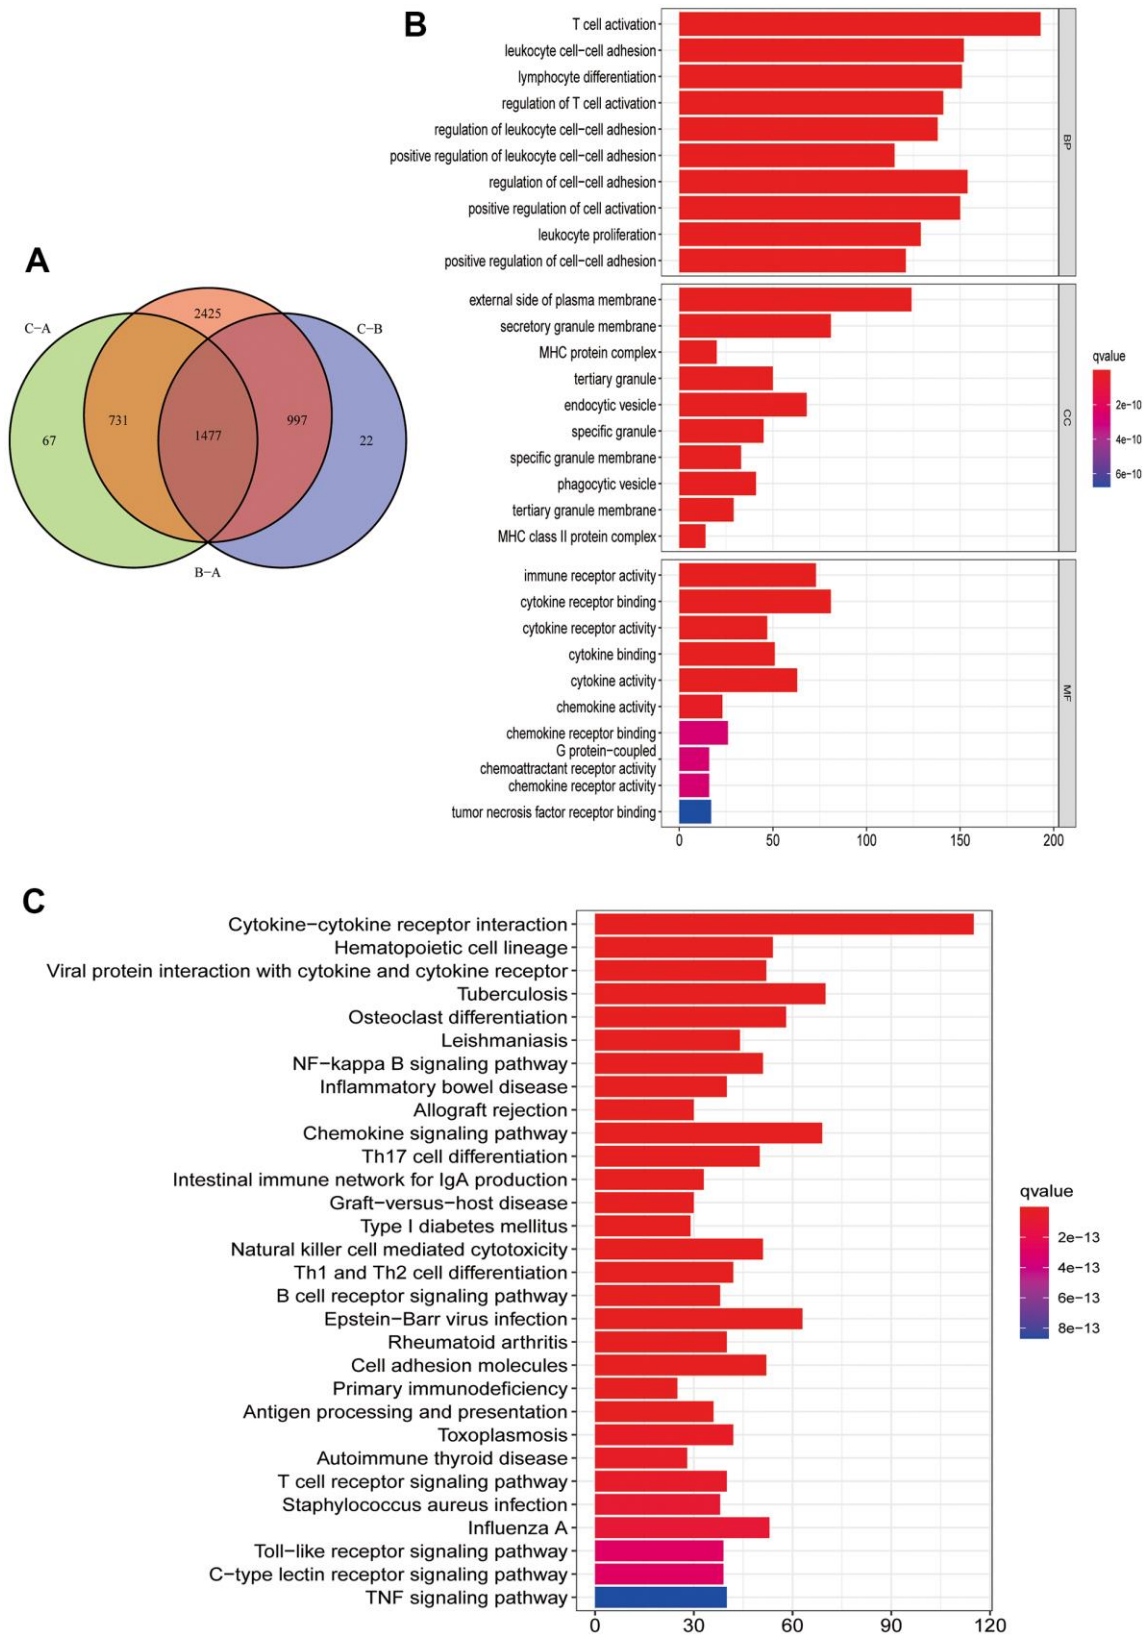 A
C−A
2425
C−B
67
731
1477
997
22
B−A
B
T cell activation
leukocyte cell−cell adhesion
lymphocyte differentiation
regulation of T cell activation
regulation of leukocyte cell−cell adhesion
positive regulation of leukocyte cell−cell adhesion
regulation of cell−cell adhesion
positive regulation of cell activation
leukocyte proliferation
positive regulation of cell−cell adhesion
BP
external side of plasma membrane
secretory granule membrane
MHC protein complex
tertiary granule
endocytic vesicle
specific granule
specific granule membrane
phagocytic vesicle
tertiary granule membrane
MHC class II protein complex
CC
immune receptor activity
cytokine receptor binding
cytokine receptor activity
cytokine binding
cytokine activity
chemokine activity
chemokine receptor binding
G protein−coupled
chemoattractant receptor activity
chemokine receptor activity
tumor necrosis factor receptor binding
MF
0 50 100 150 200
qvalue
2e−10
4e−10
6e−10
C
Cytokine−cytokine receptor interaction
Hematopoietic cell lineage
Viral protein interaction with cytokine and cytokine receptor
Tuberculosis
Osteoclast differentiation
Leishmaniasis
NF−kappa B signaling pathway
Inflammatory bowel disease
Allograft rejection
Chemokine signaling pathway
Th17 cell differentiation
Intestinal immune network for IgA production
Graft−versus−host disease
Type I diabetes mellitus
Natural killer cell mediated cytotoxicity
Th1 and Th2 cell differentiation
B cell receptor signaling pathway
Epstein−Barr virus infection
Rheumatoid arthritis
Cell adhesion molecules
Primary immunodeficiency
Antigen processing and presentation
Toxoplasmosis
Autoimmune thyroid disease
T cell receptor signaling pathway
Staphylococcus aureus infection
Influenza A
Toll−like receptor signaling pathway
C−type lectin receptor signaling pathway
TNF signaling pathway
0 30 60 90 120
qvalue
2e−13
4e−13
6e−13
8e−13